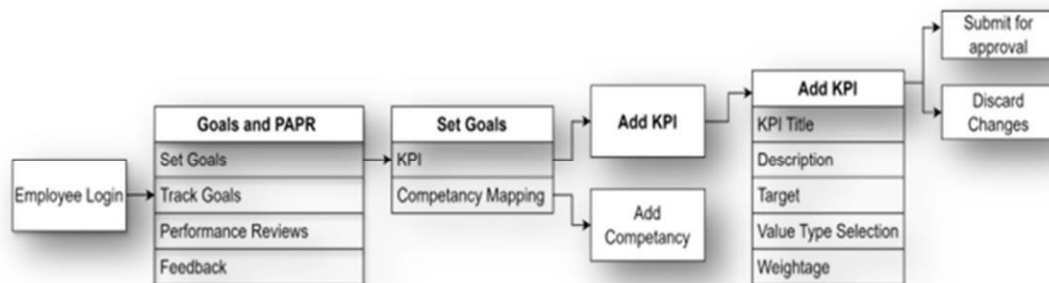 Employee Login
Goals and PAPR
Set Goals
Track Goals
Performance Reviews
Feedback
Set Goals
KPI
Competancy Mapping
Add KPI
Add
Competancy
Add KPI
KPI Title
Description
Target
Value Type Selection
Weightage
Submit for
approval
Discard
Changes